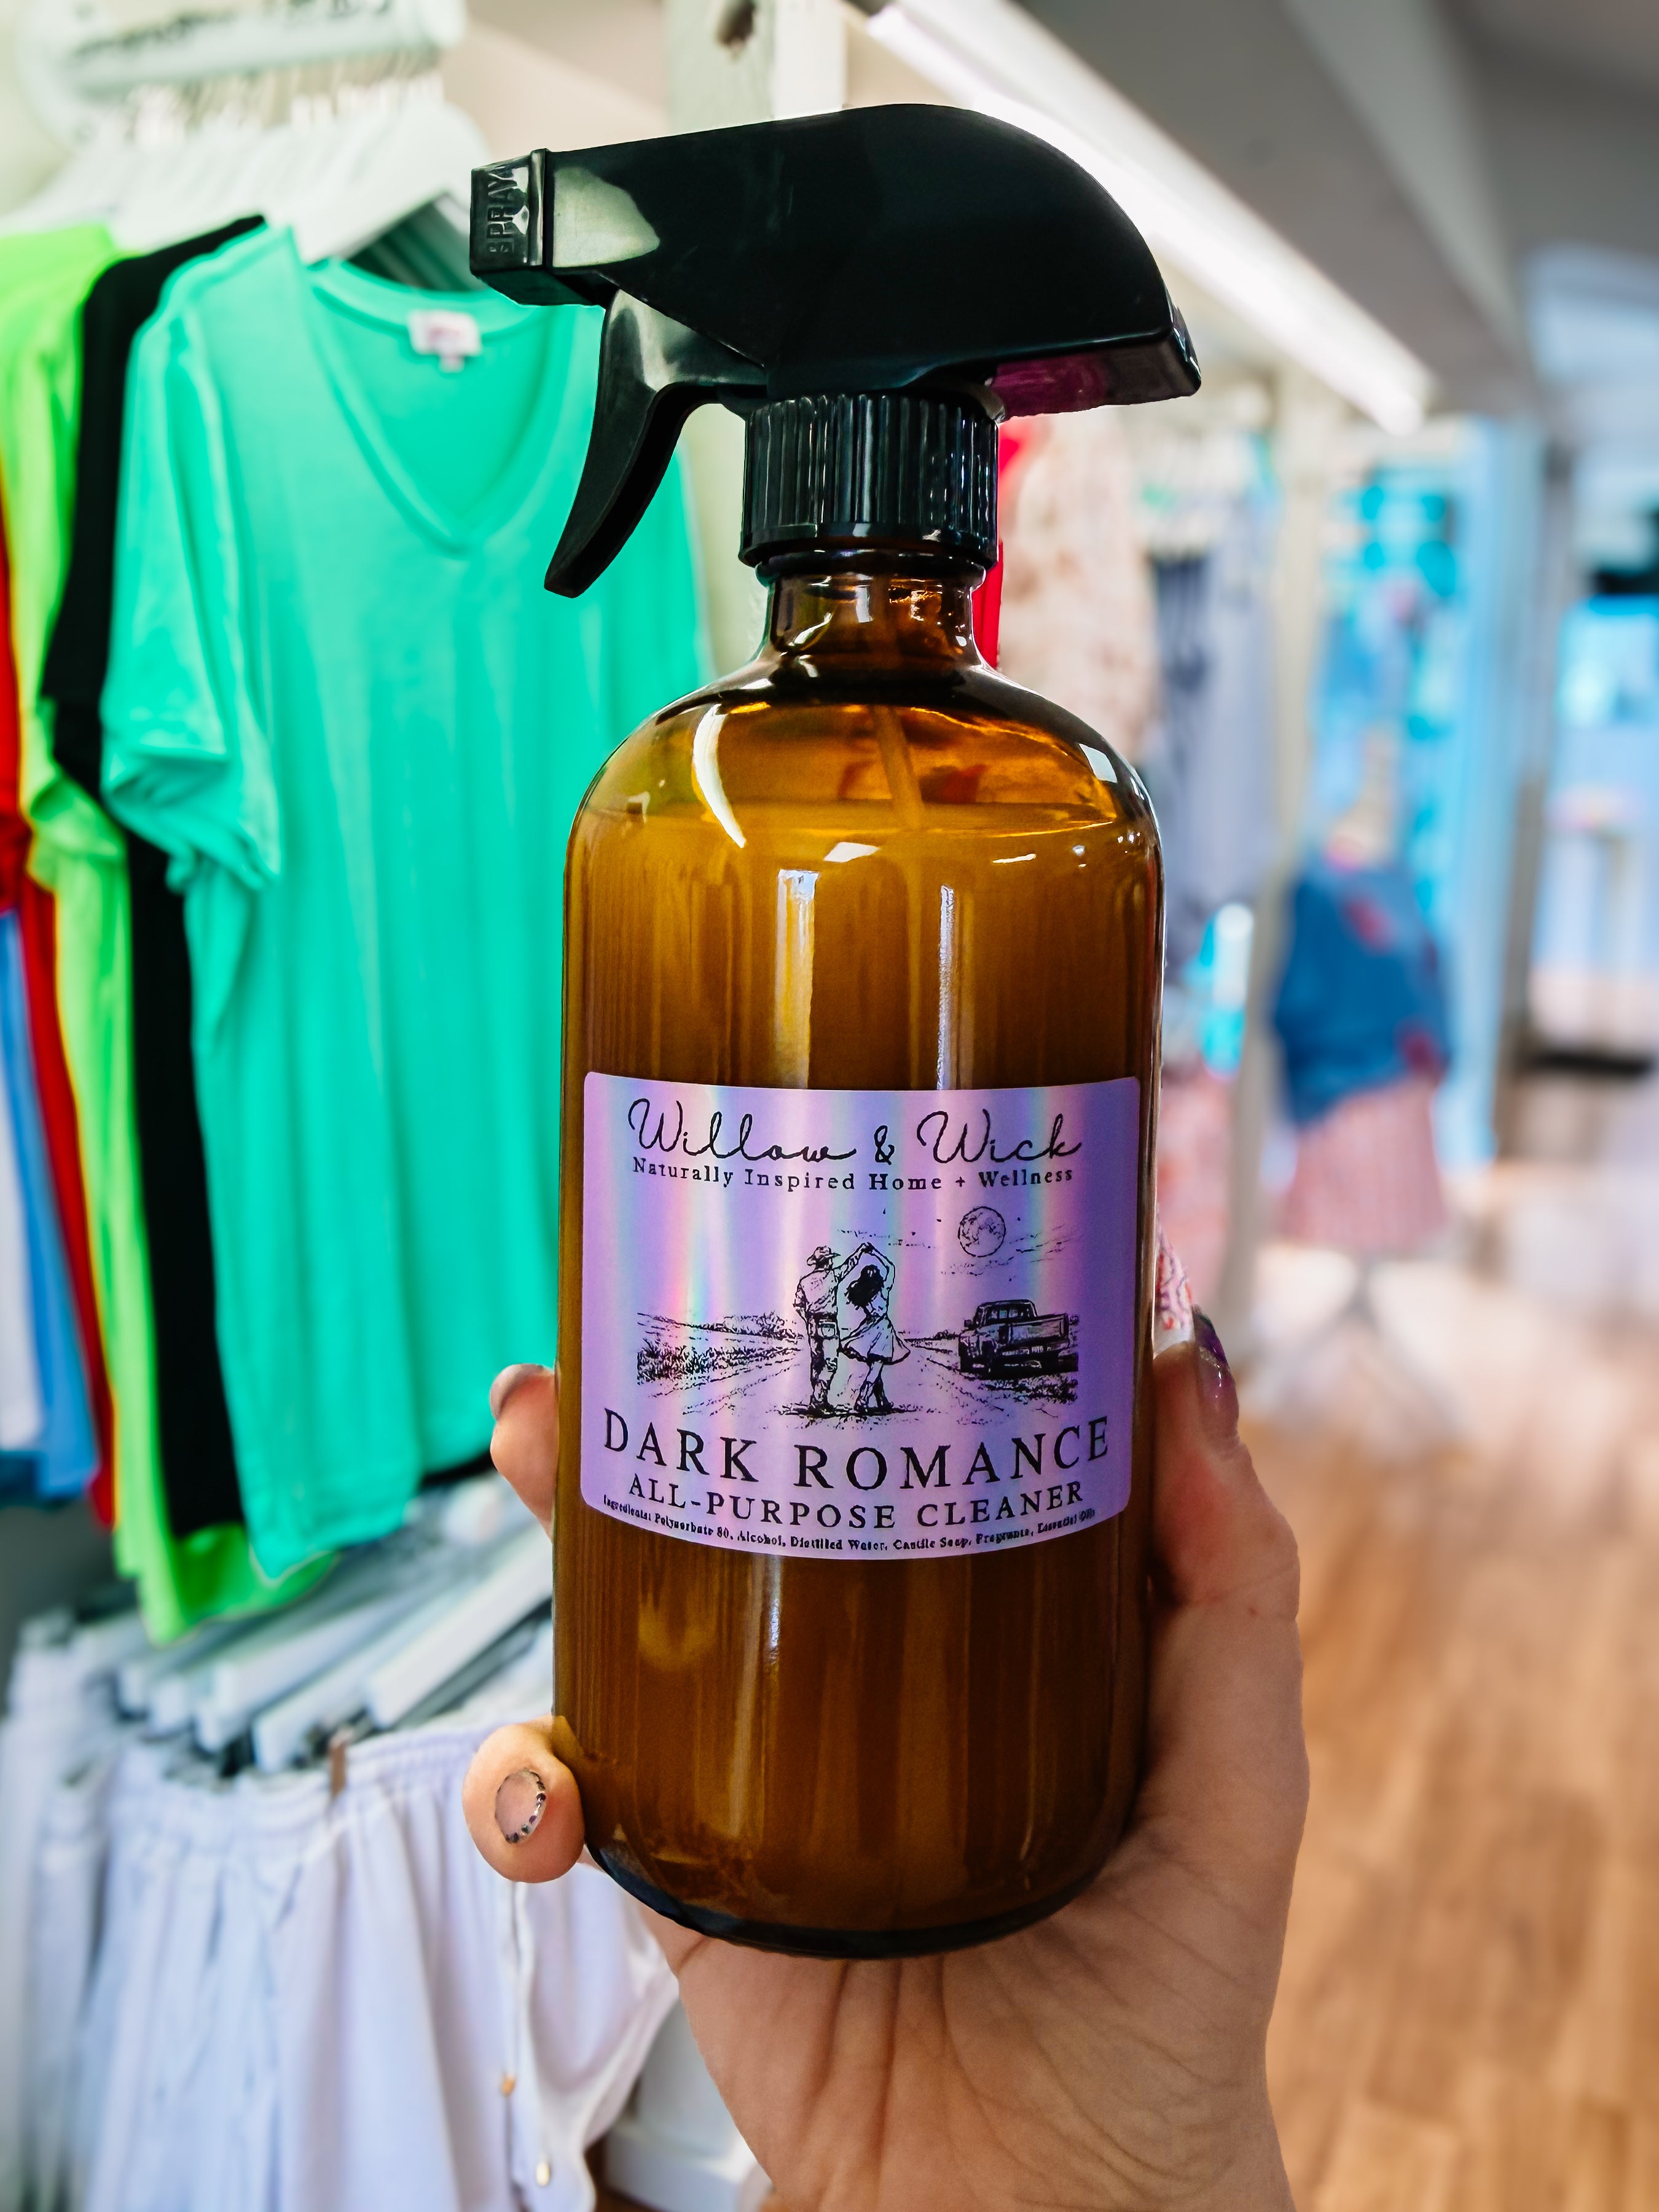 SPRAY
Willow & Wick
Naturally Inspired Home + Wellness
DARK ROMANCE
ALL-PURPOSE CLEANER
Ingredients: Polysorbate 80, Alcohol, Distilled Water, Castile Soap, Fragrance, Essential Oils